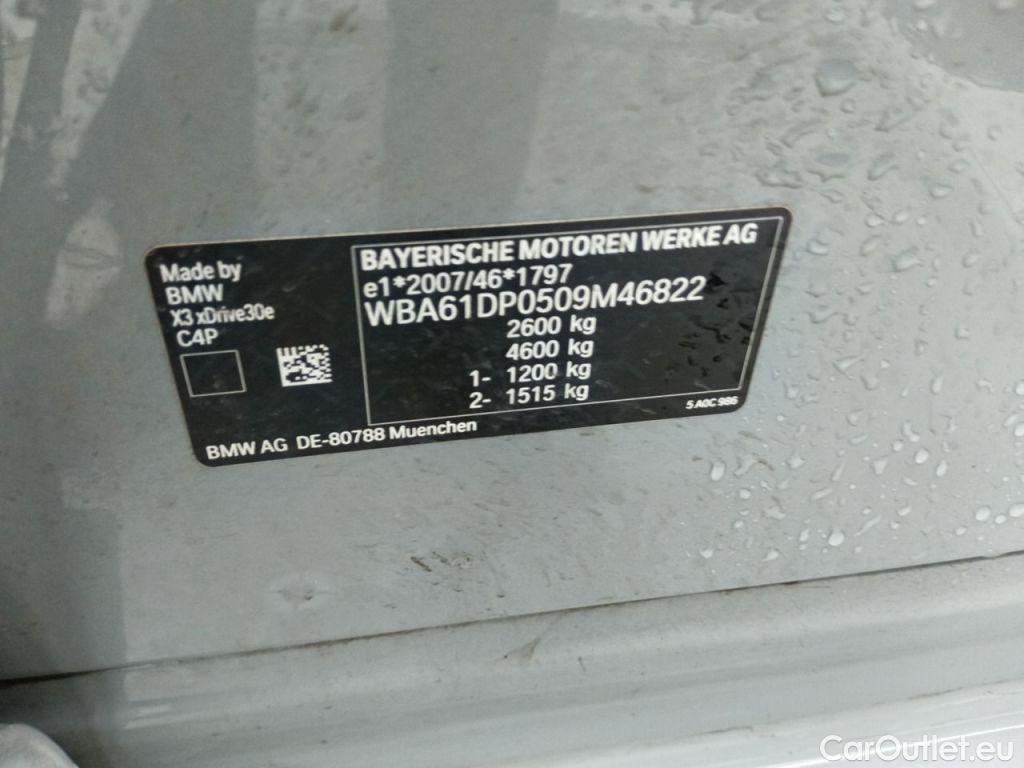 Made by
BMW
X3 xDrive30e
C4P
BAYERISCHE MOTOREN WERKE AG
e1*2007/46*1797
WBA61DP0509M46822
2600 kg
4600 kg
1- 1200 kg
2- 1515 kg
5 A0C 986
BMW AG DE-80788 Muenchen
CarOutlet.eu